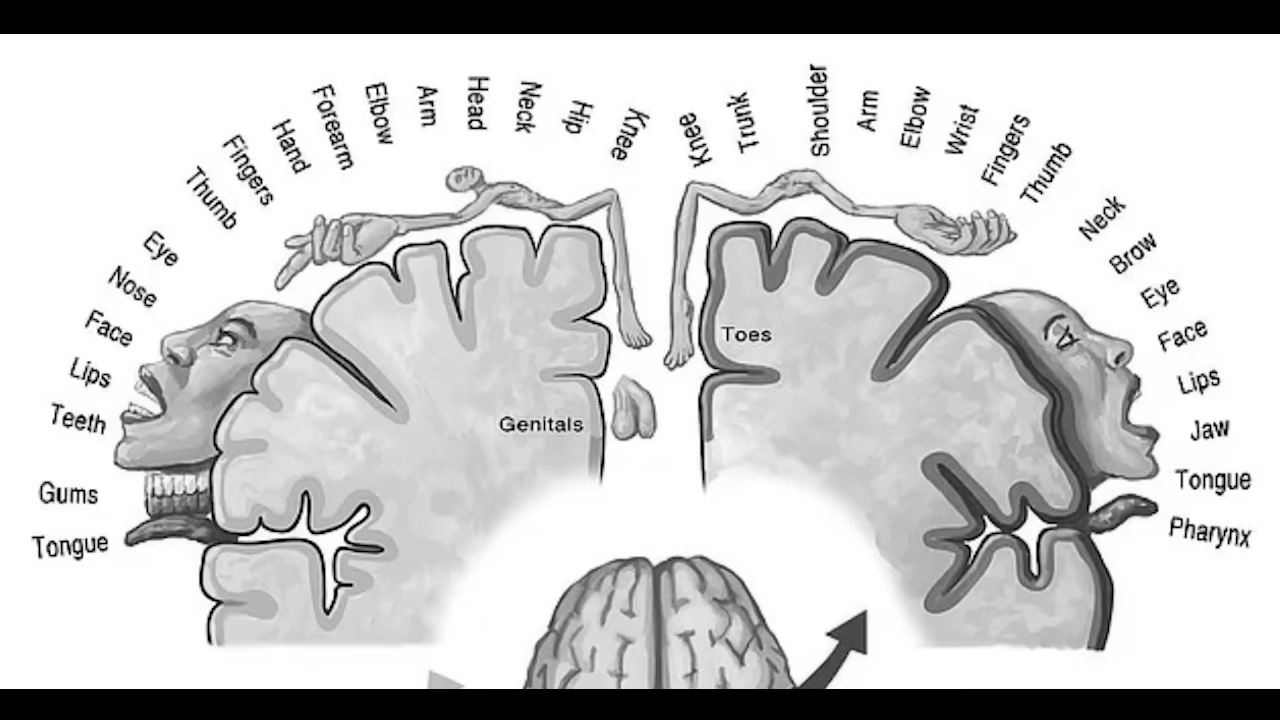 Tongue
Gums
Teeth
Lips
Face
Nose
Eye
Thumb
Fingers
Hand
Forearm
Elbow
Arm
Head
Neck
Hip
Knee
Genitals
Knee
Trunk
Shoulder
Arm
Elbow
Wrist
Fingers
Thumb
Neck
Brow
Eye
Face
Lips
Jaw
Tongue
Pharynx
Toes